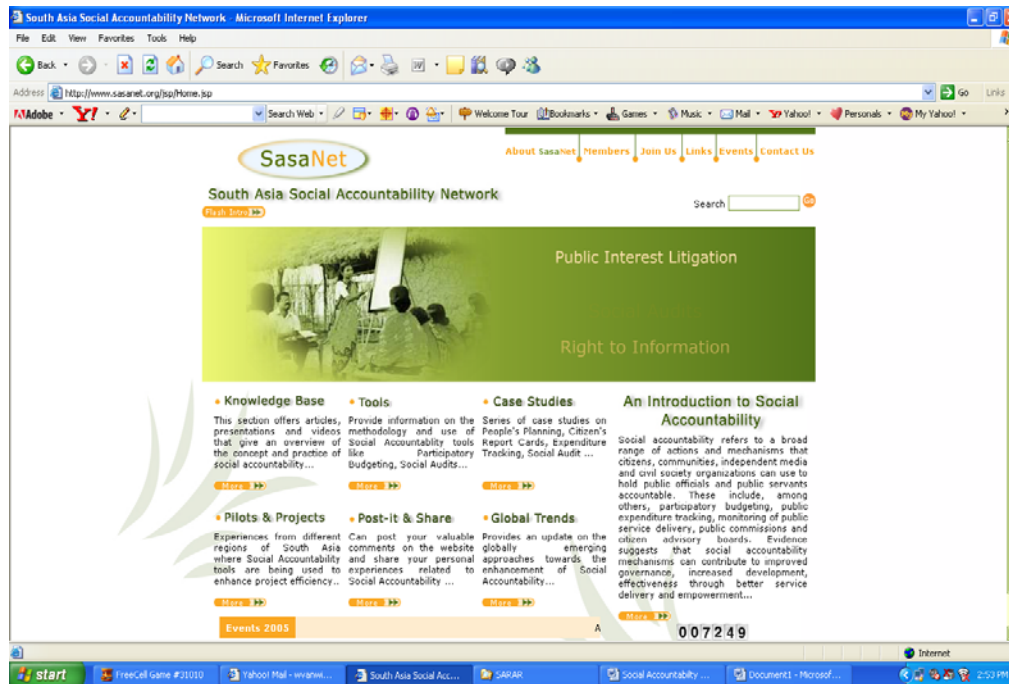 South Asia Social Accountability Network - Microsoft Internet Explorer
File Edit View Favorites Tools Help
Back Search Favorites
Address http://www.sasanet.org/jsp/Home.jsp Go Links
Adobe Y! Search Web Welcome Tour Bookmarks Games Music Mail Yahoo! Personals My Yahoo!
SasaNet
About SasaNet Members Join Us Links Events Contact Us
South Asia Social Accountability Network
Flash Intro
Search Go
Public Interest Litigation
Right to Information
Knowledge Base
This section offers articles,
presentations and videos
that give an overview of
the concept and practice of
social accountability...
More
Tools
Provide information on the
methodology and use of
Social Accountablity tools
like Participatory
Budgeting, Social Audits...
More
Case Studies
Series of case studies on
People's Planning, Citizen's
Report Cards, Expenditure
Tracking, Social Audit ...
More
An Introduction to Social
Accountability
Social accountability refers to a broad
range of actions and mechanisms that
citizens, communities, independent media
and civil society organizations can use to
hold public officials and public servants
accountable. These include, among
others, participatory budgeting, public
expenditure tracking, monitoring of public
service delivery, public commissions and
citizen advisory boards. Evidence
suggests that social accountability
mechanisms can contribute to improved
governance, increased development,
effectiveness through better service
delivery and empowerment...
More
Pilots & Projects
Experiences from different
regions of South Asia
where Social Accountability
tools are being used to
enhance project efficiency..
More
Post-it & Share
Can post your valuable
comments on the website
and share your personal
experiences related to
Social Accountability ...
More
Global Trends
Provides an update on the
globally emerging
approaches towards the
enhancement of Social
Accountability...
More
Events 2005 A
007249
Internet
start FreeCell Game #31010 Yahoo! Mail - wvanwi... South Asia Social Acc... SARAR Social Accountabilty ... Document1 - Microsof... 2:53 PM